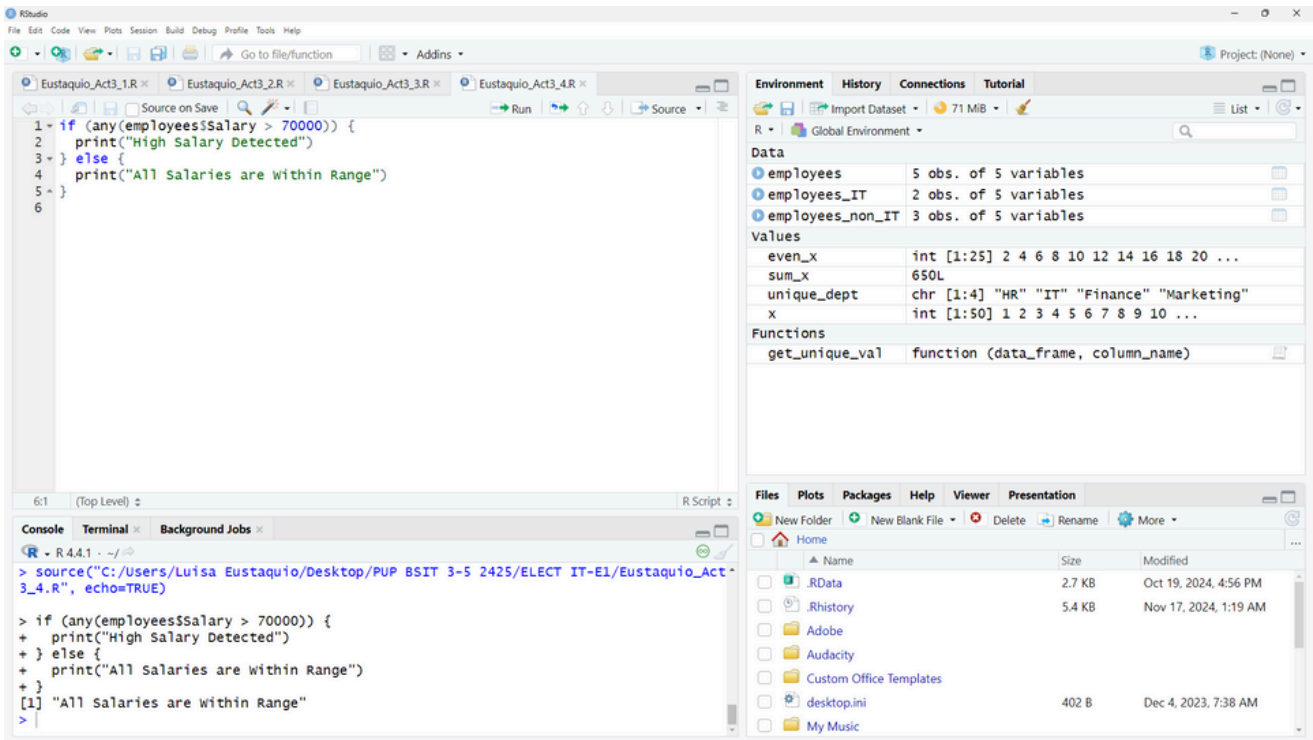 RStudio
File Edit Code View Plots Session Build Debug Profile Tools Help
Go to file/function
Addins
Project: (None)
Eustaquio_Act3_1.R
Eustaquio_Act3_2.R
Eustaquio_Act3_3.R
Eustaquio_Act3_4.R
Source on Save
Run
Source
1 if (any(employees$Salary > 70000)) {
2 print("High Salary Detected")
3 } else {
4 print("All Salaries are Within Range")
5 }
6
6:1 (Top Level)
R Script
Console Terminal Background Jobs
R 4.4.1 · ~/
> source("C:/Users/Luisa Eustaquio/Desktop/PUP BSIT 3-5 2425/ELECT IT-E1/Eustaquio_Act
3_4.R", echo=TRUE)
> if (any(employees$Salary > 70000)) {
+ print("High Salary Detected")
+ } else {
+ print("All Salaries are Within Range")
+ }
[1] "All Salaries are Within Range"
>
Environment History Connections Tutorial
Import Dataset
71 MiB
List
R
Global Environment
Data
employees 5 obs. of 5 variables
employees_IT 2 obs. of 5 variables
employees_non_IT 3 obs. of 5 variables
Values
even_x int [1:25] 2 4 6 8 10 12 14 16 18 20 ...
sum_x 650L
unique_dept chr [1:4] "HR" "IT" "Finance" "Marketing"
x int [1:50] 1 2 3 4 5 6 7 8 9 10 ...
Functions
get_unique_val function (data_frame, column_name)
Files Plots Packages Help Viewer Presentation
New Folder New Blank File Delete Rename More
Home
Name Size Modified
.RData 2.7 KB Oct 19, 2024, 4:56 PM
.Rhistory 5.4 KB Nov 17, 2024, 1:19 AM
Adobe
Audacity
Custom Office Templates
desktop.ini 402 B Dec 4, 2023, 7:38 AM
My Music